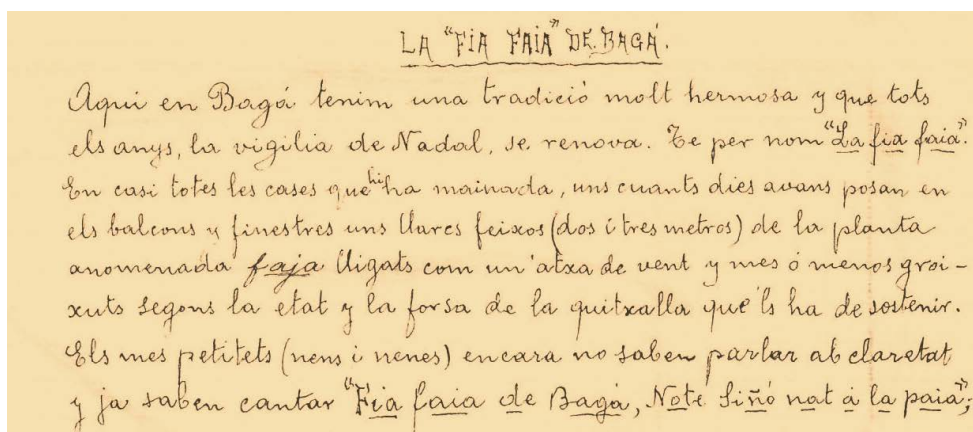 LA "FIA FAIA" DE BAGÁ.
Aqui en Bagá tenim una tradició molt hermosa y que tots
els anys, la vigilia de Nadal, se renova. Te per nom "La fia faia".
En casi totes les cases que hi ha mainada, uns cuants dies avans posan en
els balcons y finestres uns llarcs feixos (dos i tres metros) de la planta
anomenada faja lligats com un'atxa de vent y mes ó menos groi-
xuts segons la etat y la forsa de la quitxalla que'ls ha de sostenir.
Els mes petitets (nens i nenes) encara no saben parlar ab claretat
y ja saben cantar "Fia faia de Bagá, Note Siñó nat á la paia";